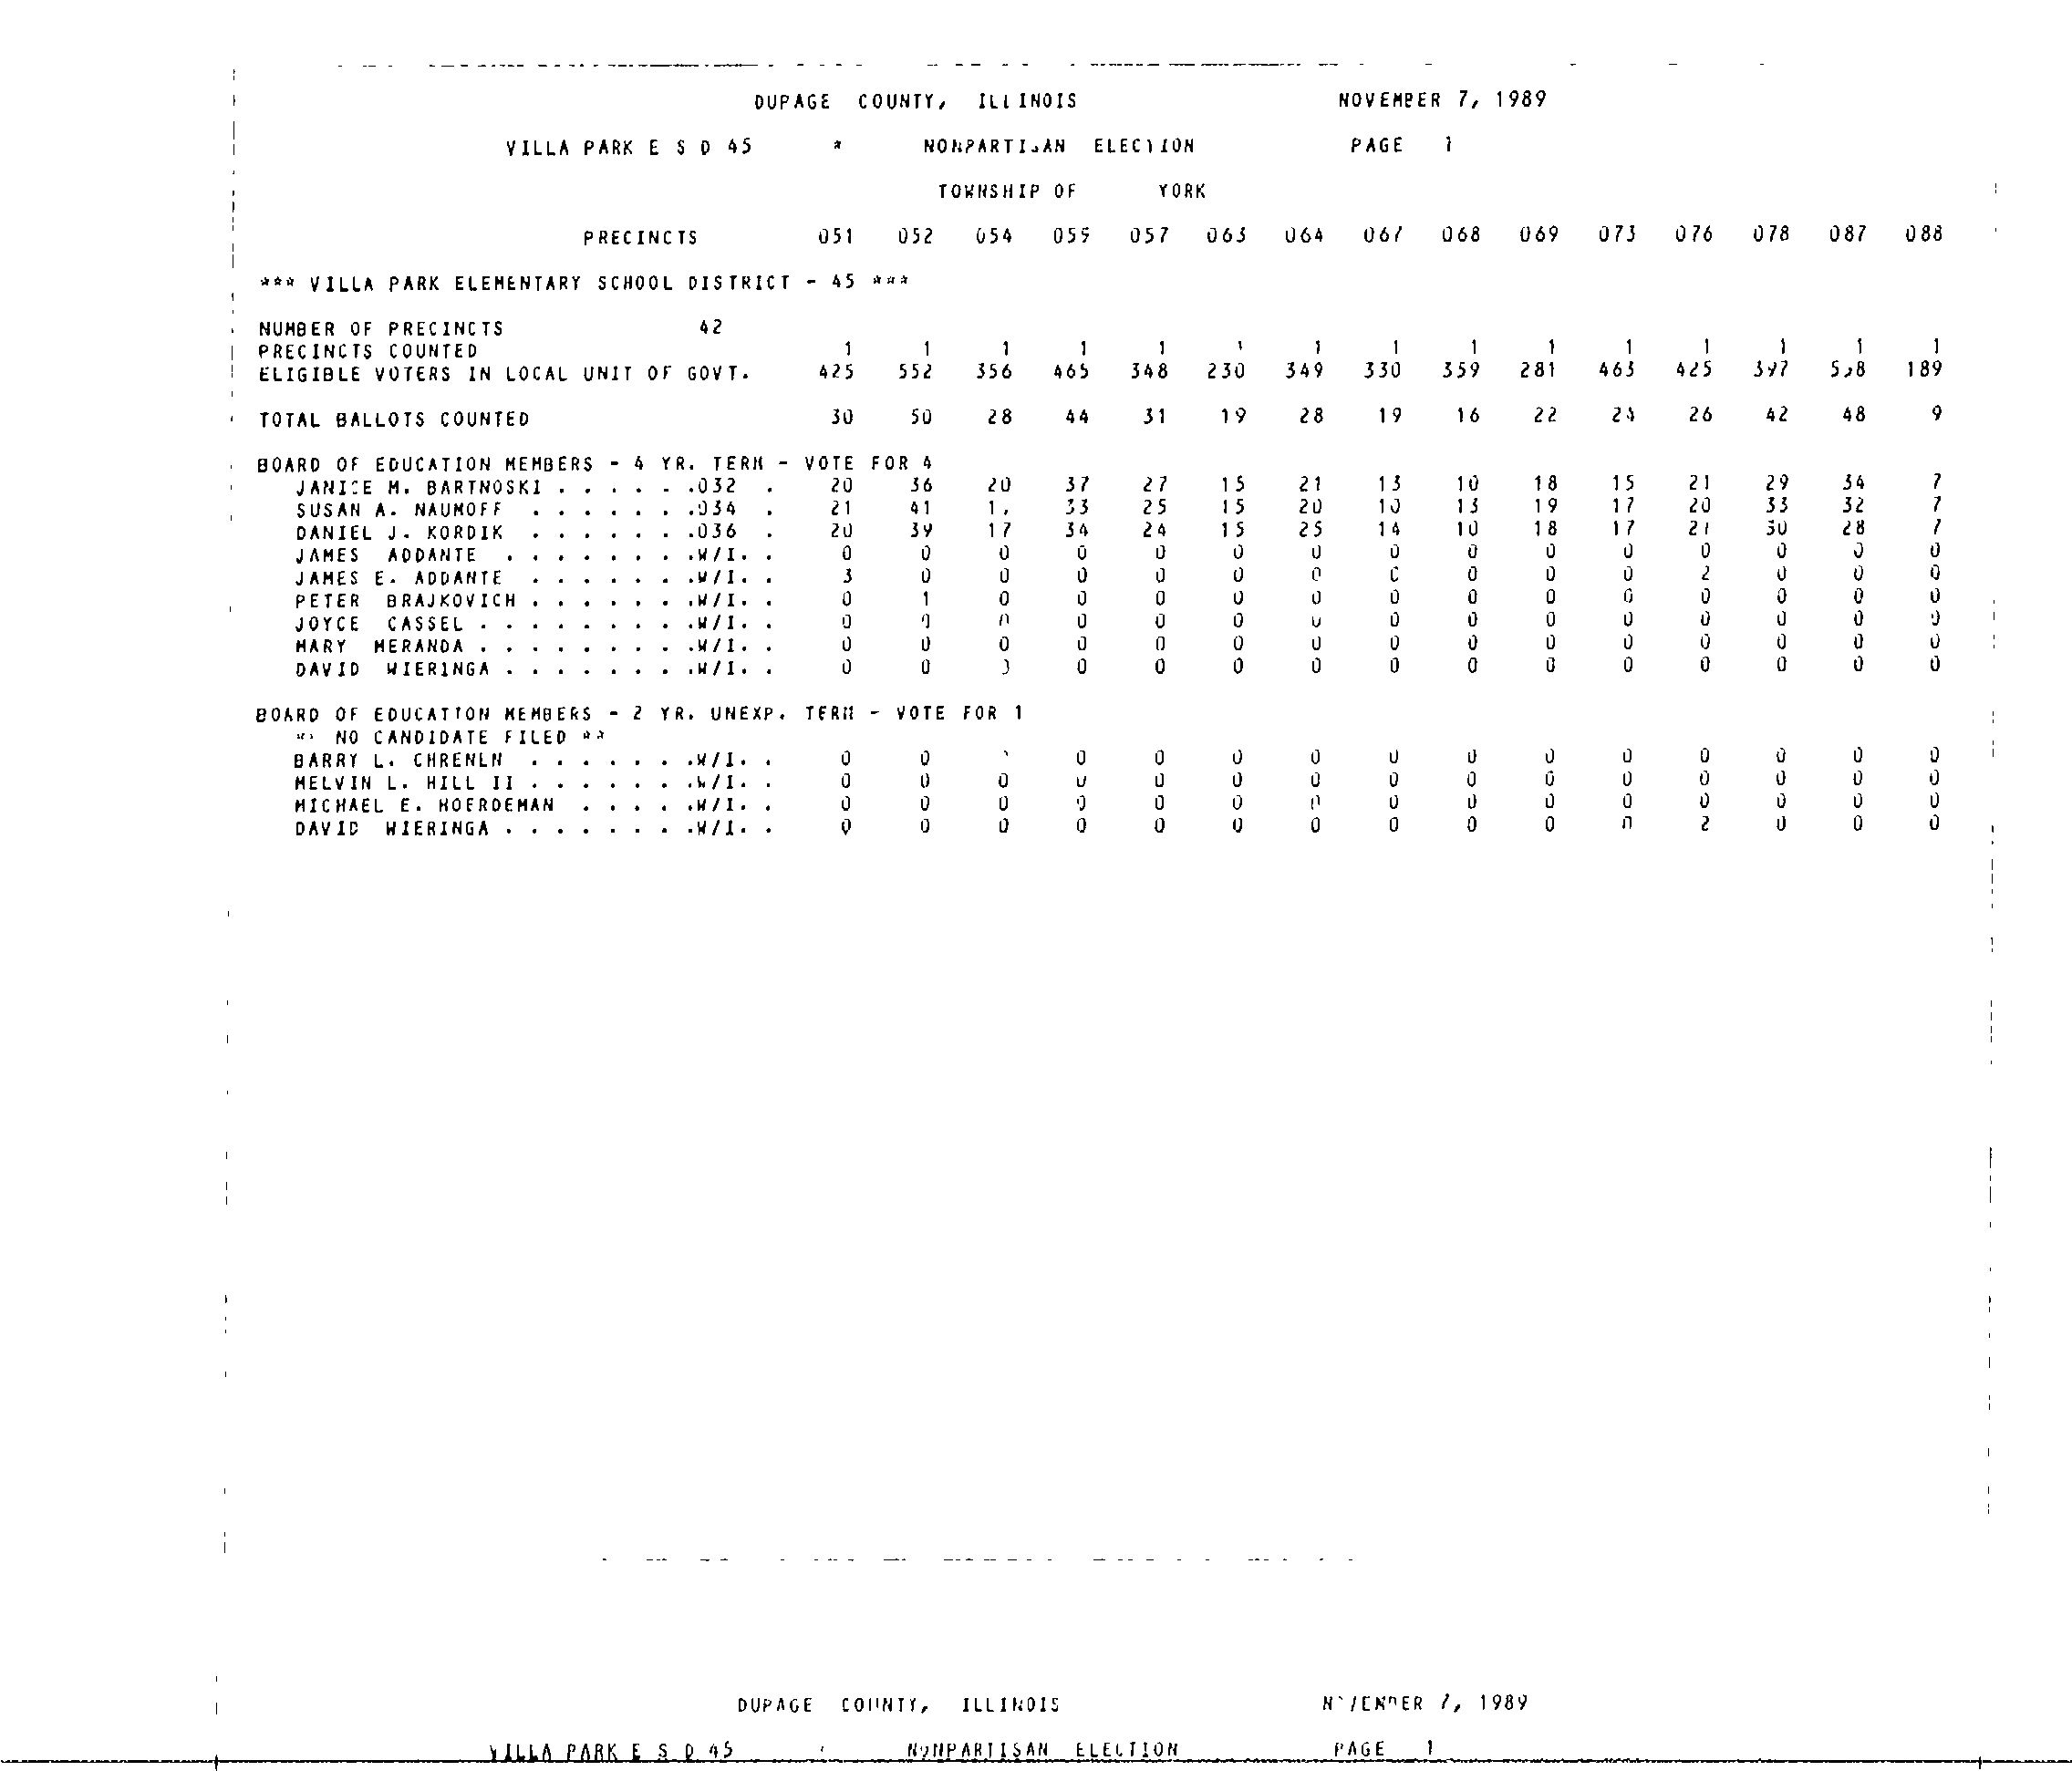 DUPAGE COUNTY, ILLINOIS NOVEMBER 7, 1989
VILLA PARK E S D 45 * NONPARTISAN ELECTION PAGE 1
TOWNSHIP OF YORK
PRECINCTS 051 052 054 055 057 063 064 067 068 069 073 076 078 087 088
*** VILLA PARK ELEMENTARY SCHOOL DISTRICT - 45 ***
NUMBER OF PRECINCTS 42
PRECINCTS COUNTED 1 1 1 1 1 1 1 1 1 1 1 1 1 1 1
ELIGIBLE VOTERS IN LOCAL UNIT OF GOVT. 425 552 356 465 348 230 349 330 359 281 463 425 397 189
TOTAL BALLOTS COUNTED 30 50 28 44 31 19 28 19 16 22 24 26 42 48 9
BOARD OF EDUCATION MEMBERS - 4 YR. TERM - VOTE FOR 4
JANICE M. BARTNOSKI . . . . . .032 . 20 36 20 37 27 15 21 13 10 18 15 21 29 34 7
SUSAN A. NAUMOFF . . . . . . .034 . 21 41 33 25 15 20 10 13 19 17 20 33 32 7
DANIEL J. KORDIK . . . . . . .036 . 20 39 17 34 24 15 25 14 10 18 17 21 30 28 7
JAMES ADDANTE . . . . . . . .W/I. . 0 0 0 0 0 0 0 0 0 0 0 0 0 0 0
JAMES E. ADDANTE . . . . . . .W/I. . 3 0 0 0 0 0 0 0 0 0 0 2 0 0 0
PETER BRAJKOVICH . . . . . . .W/I. . 0 1 0 0 0 0 0 0 0 0 0 0 0 0 0
JOYCE CASSEL . . . . . . . . .W/I. . 0 0 0 0 0 0 0 0 0 0 0 0 0 0 0
MARY MERANDA . . . . . . . . .W/I. . 0 0 0 0 0 0 0 0 0 0 0 0 0 0 0
DAVID WIERINGA . . . . . . . .W/I. . 0 0 0 0 0 0 0 0 0 0 0 0 0 0 0
BOARD OF EDUCATION MEMBERS - 2 YR. UNEXP. TERM - VOTE FOR 1
** NO CANDIDATE FILED **
BARRY L. CHRENLN . . . . . . .W/I. . 0 0 0 0 0 0 0 0 0 0 0 0 0 0
MELVIN L. HILL II . . . . . . .W/I. . 0 0 0 0 0 0 0 0 0 0 0 0 0 0 0
MICHAEL E. HOERDEMAN . . . . .W/I. . 0 0 0 0 0 0 0 0 0 0 0 0 0 0 0
DAVID WIERINGA . . . . . . . .W/I. . 0 0 0 0 0 0 0 0 0 0 0 2 0 0 0
DUPAGE COUNTY, ILLINOIS NOVEMBER 7, 1989
VILLA PARK E S D 45 NONPARTISAN ELECTION PAGE 1